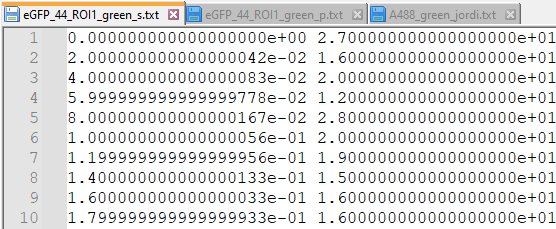 eGFP_44_ROI1_green_s.txt eGFP_44_ROI1_green_p.txt A488_green_jordi.txt
1 0.000000000000000000e+00 2.700000000000000000e+01
2 2.000000000000000042e-02 1.600000000000000000e+01
3 4.000000000000000083e-02 2.000000000000000000e+01
4 5.999999999999999778e-02 1.200000000000000000e+01
5 8.000000000000000167e-02 2.800000000000000000e+01
6 1.000000000000000056e-01 2.000000000000000000e+01
7 1.199999999999999956e-01 1.900000000000000000e+01
8 1.400000000000000133e-01 1.500000000000000000e+01
9 1.600000000000000033e-01 1.600000000000000000e+01
10 1.799999999999999933e-01 1.600000000000000000e+01